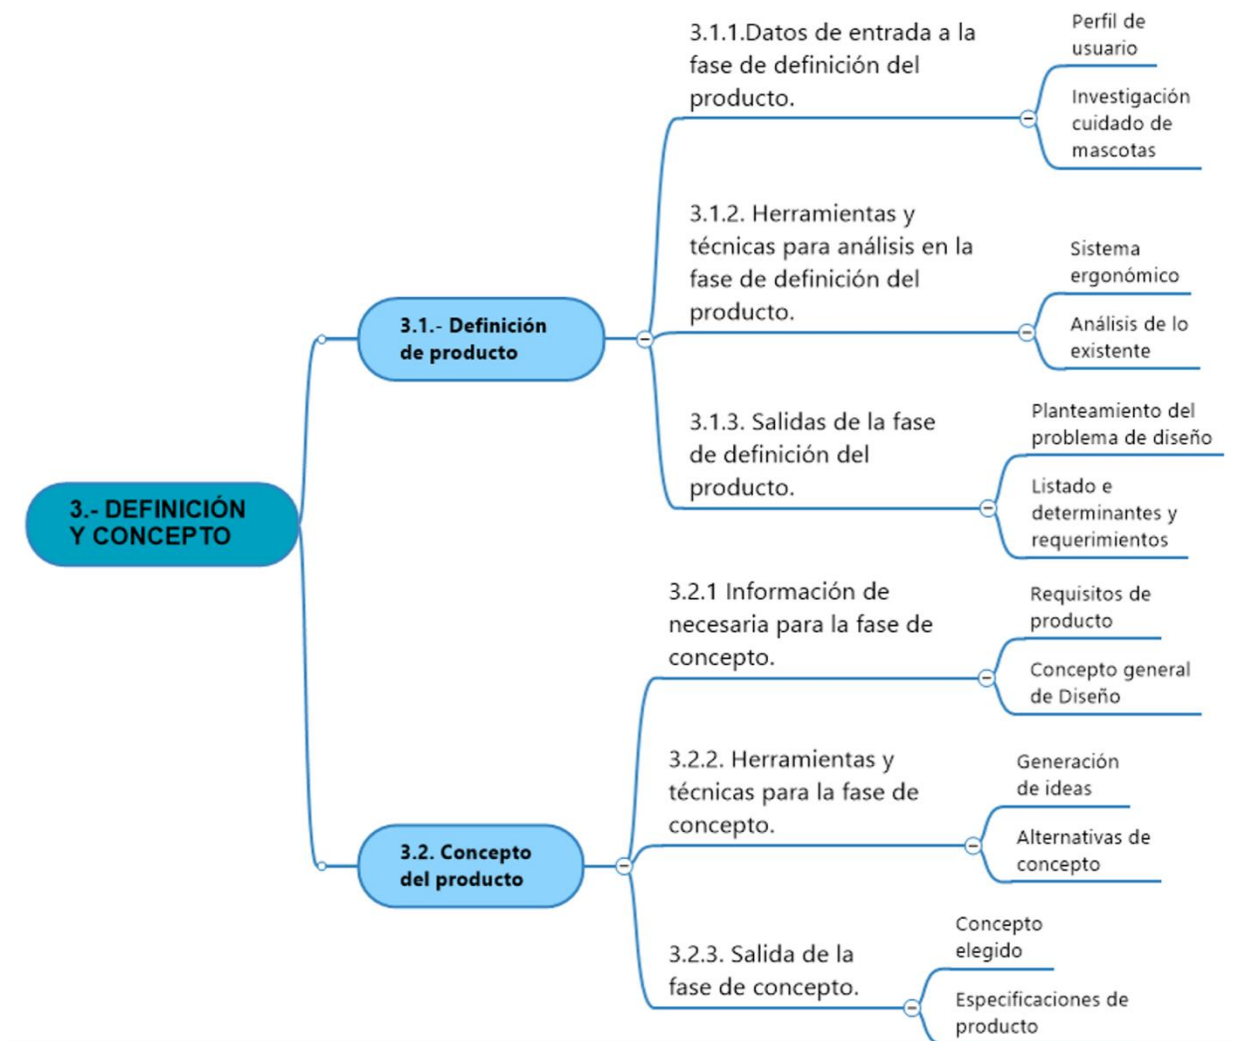 3.1.1.Datos de entrada a la
fase de definición del
producto.
Perfil de
usuario
Investigación
cuidado de
mascotas
3.1.2. Herramientas y
técnicas para análisis en la
fase de definición del
producto.
Sistema
ergonómico
Análisis de lo
existente
3.1.- Definición
de producto
3.1.3. Salidas de la fase
de definición del
producto.
Planteamiento del
problema de diseño
Listado e
determinantes y
requerimientos
3.- DEFINICIÓN
Y CONCEPTO
3.2.1 Información de
necesaria para la fase de
concepto.
Requisitos de
producto
Concepto general
de Diseño
3.2.2. Herramientas y
técnicas para la fase de
concepto.
Generación
de ideas
Alternativas de
concepto
3.2. Concepto
del producto
3.2.3. Salida de la
fase de concepto.
Concepto
elegido
Especificaciones de
producto